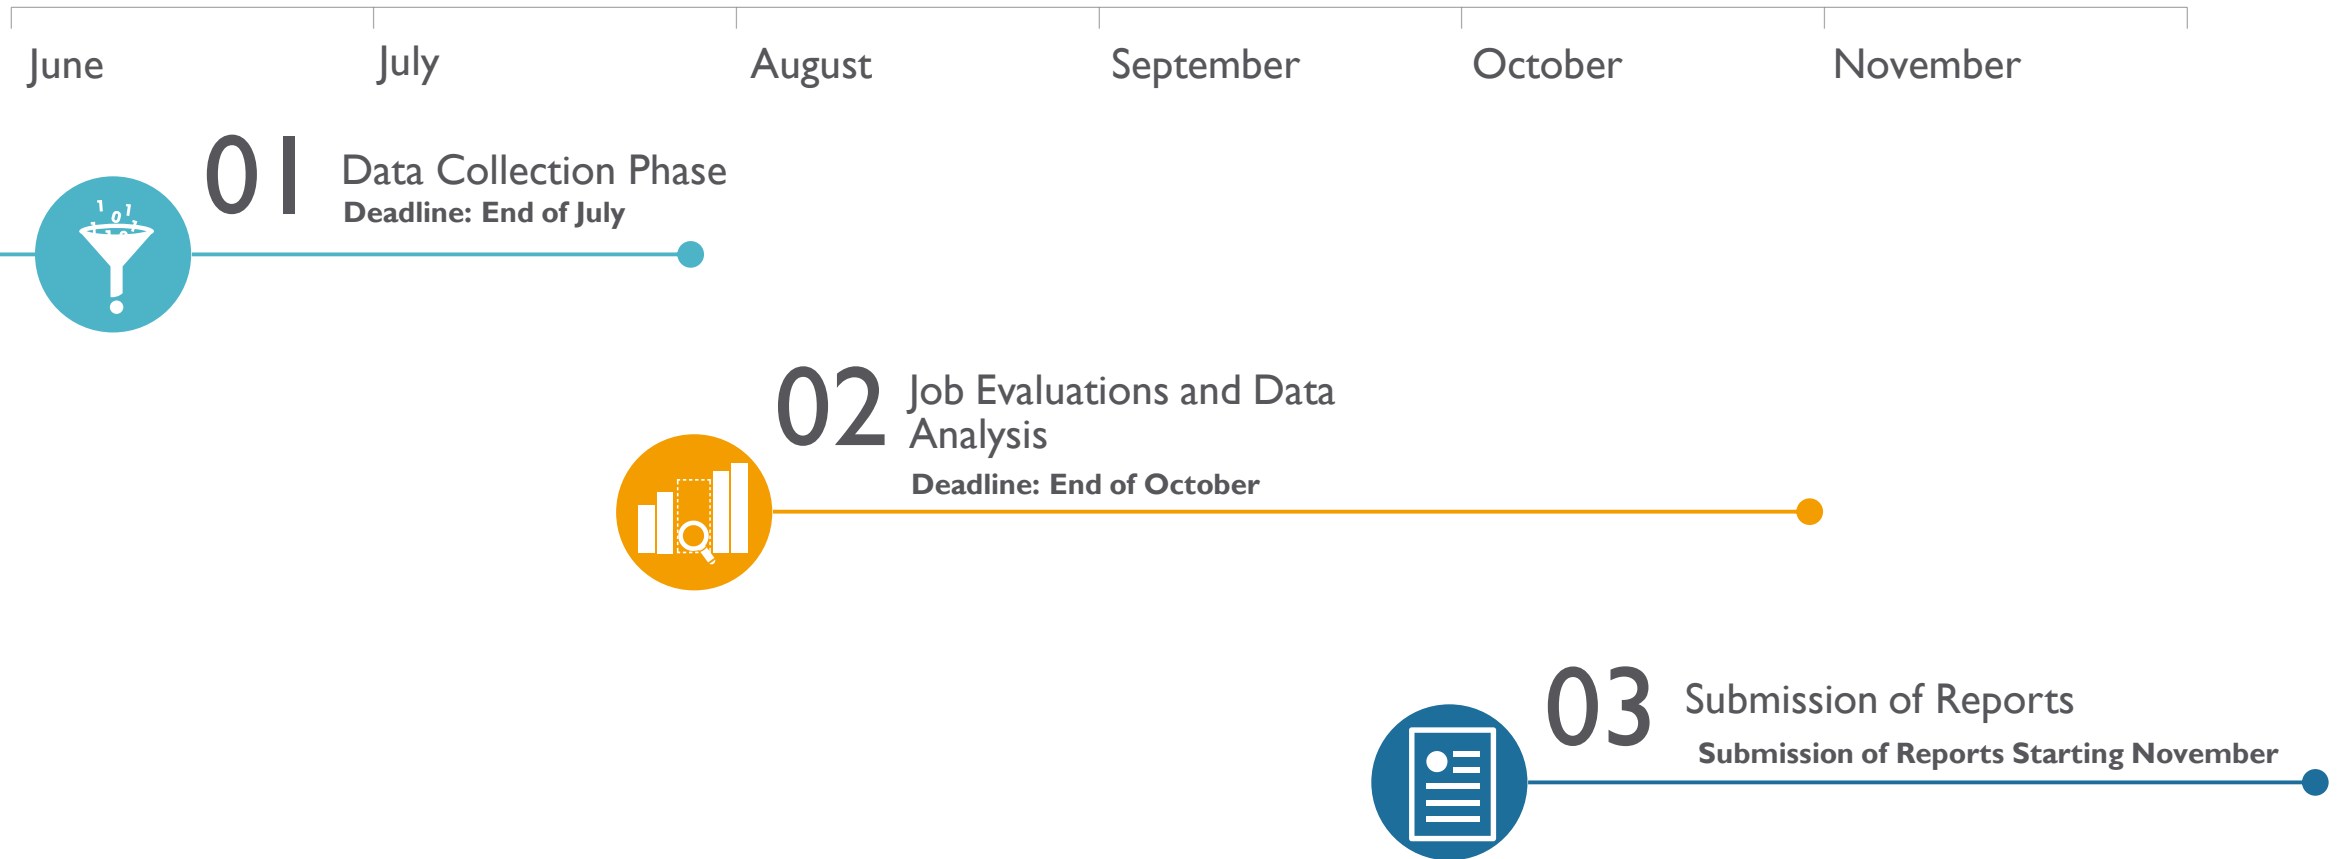 June July August September October November
01 Data Collection Phase
Deadline: End of July
02 Job Evaluations and Data
Analysis
Deadline: End of October
03 Submission of Reports
Submission of Reports Starting November